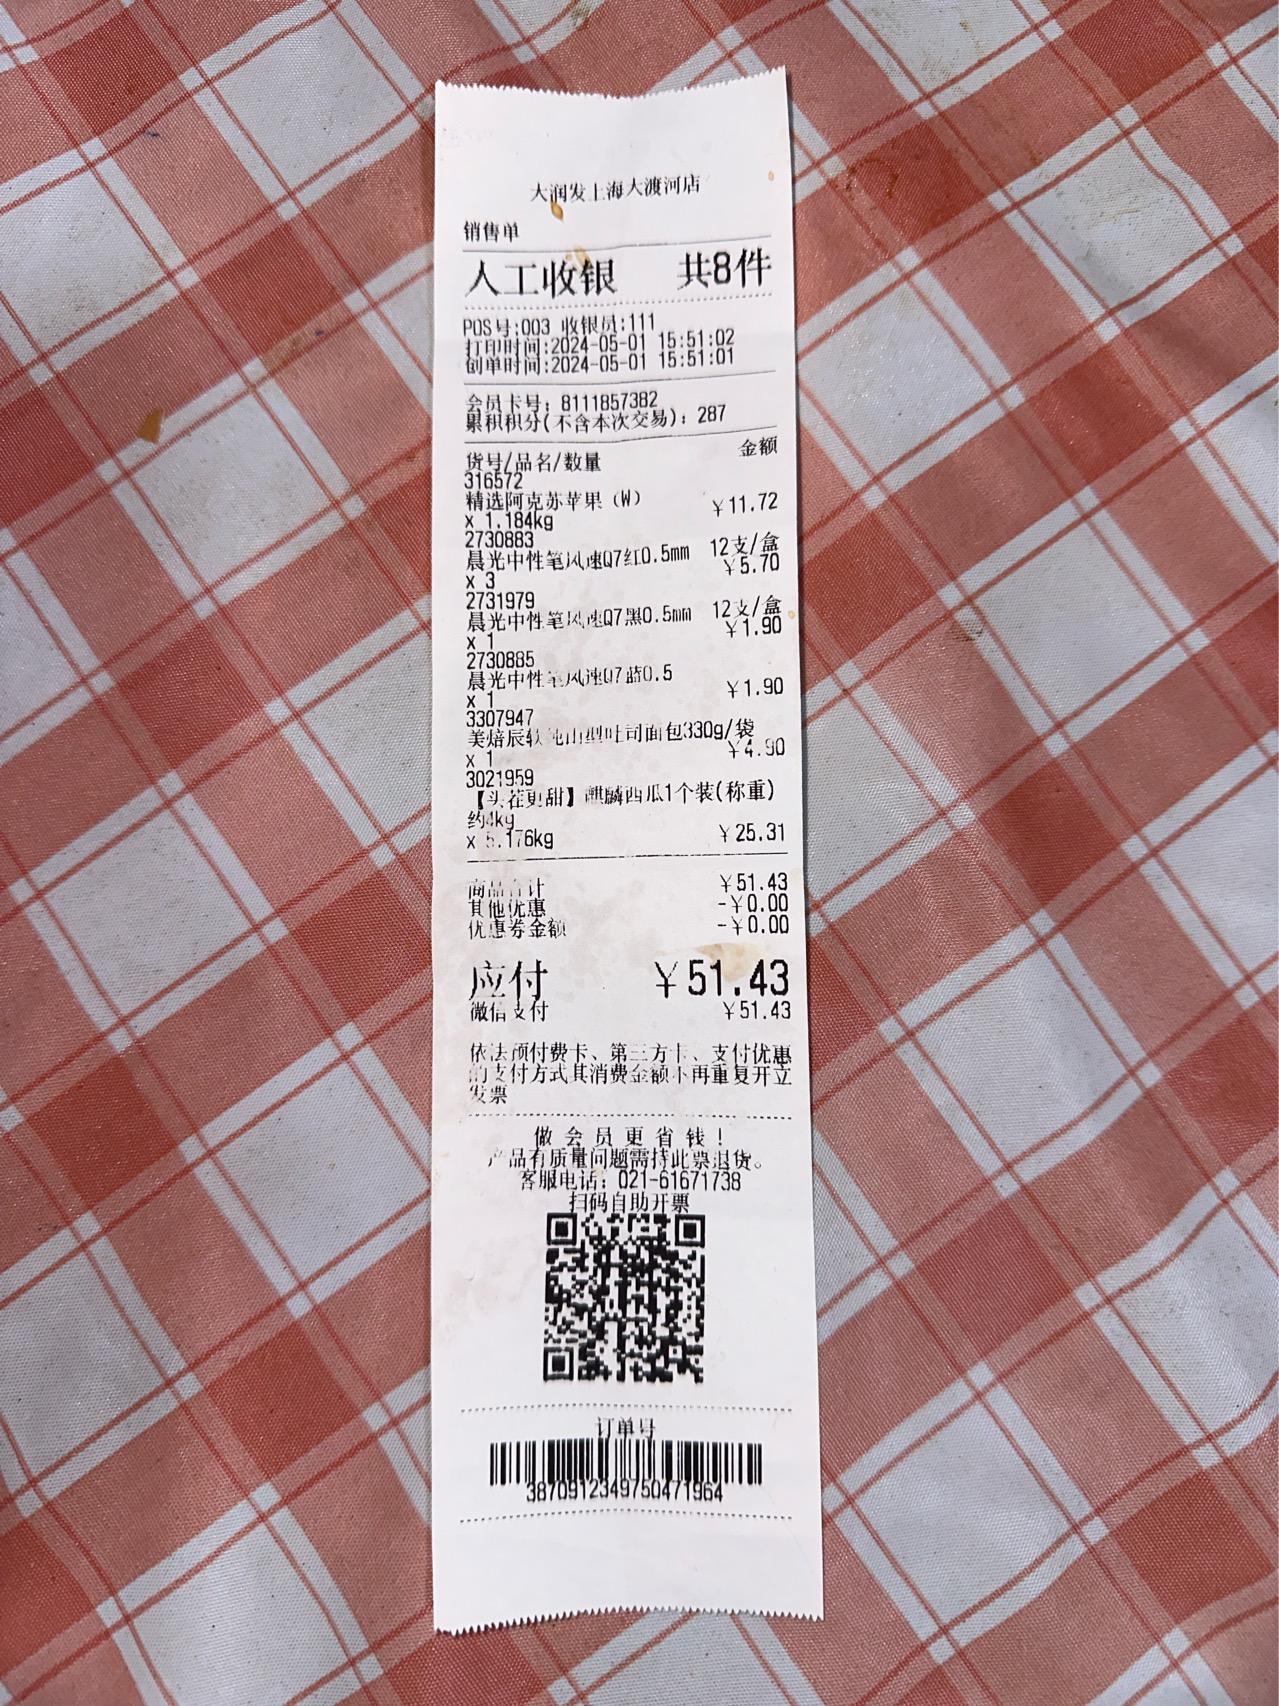 大润发上海大渡河店
销售单
人工收银 共8件
POS号:003 收银员:111
打印时间:2024-05-01 15:51:02
创单时间:2024-05-01 15:51:01
会员卡号: 8111857382
累积积分(不含本次交易): 287
货号/品名/数量 金额
316572
精选阿克苏苹果（W） ￥11.72
x 1.184kg
2730883
晨光中性笔风速Q7红0.5mm 12支/盒
x 3 ￥5.70
2731979
晨光中性笔风速Q7黑0.5mm 12支/盒
x 1 ￥1.90
2730885
晨光中性笔风速Q7蓝0.5
x 1 ￥1.90
3307947
美焙辰软 山型吐司面包330g/袋
x 1 ￥4.90
3021959
【头茬更甜】麒麟西瓜1个装(称重)
约4kg
x 5.176kg ￥25.31
商品合计 ￥51.43
其他优惠 -￥0.00
优惠券金额 -￥0.00
应付 ￥51.43
微信支付 ￥51.43
依法预付费卡、第三方卡、支付优惠
的支付方式其消费金额不再重复开立
发票
做会员更省钱！
产品有质量问题需持此票退货。
客服电话: 021-61671738
扫码自助开票
订单号
3870912349750471964